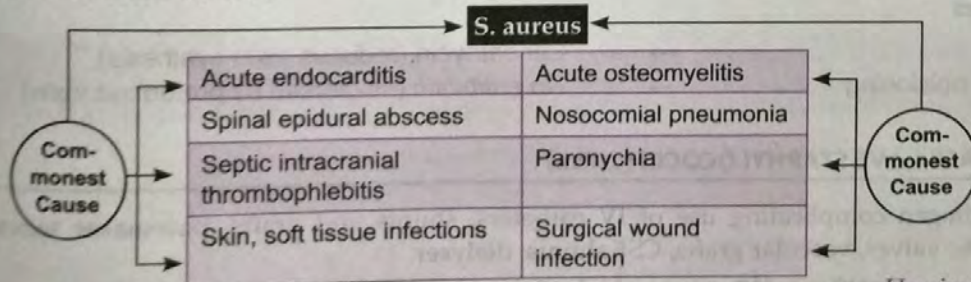 S. aureus
Com-
monest
Cause
Acute endocarditis
Acute osteomyelitis
Spinal epidural abscess
Nosocomial pneumonia
Septic intracranial
thrombophlebitis
Paronychia
Skin, soft tissue infections
Surgical wound
infection
Com-
monest
Cause